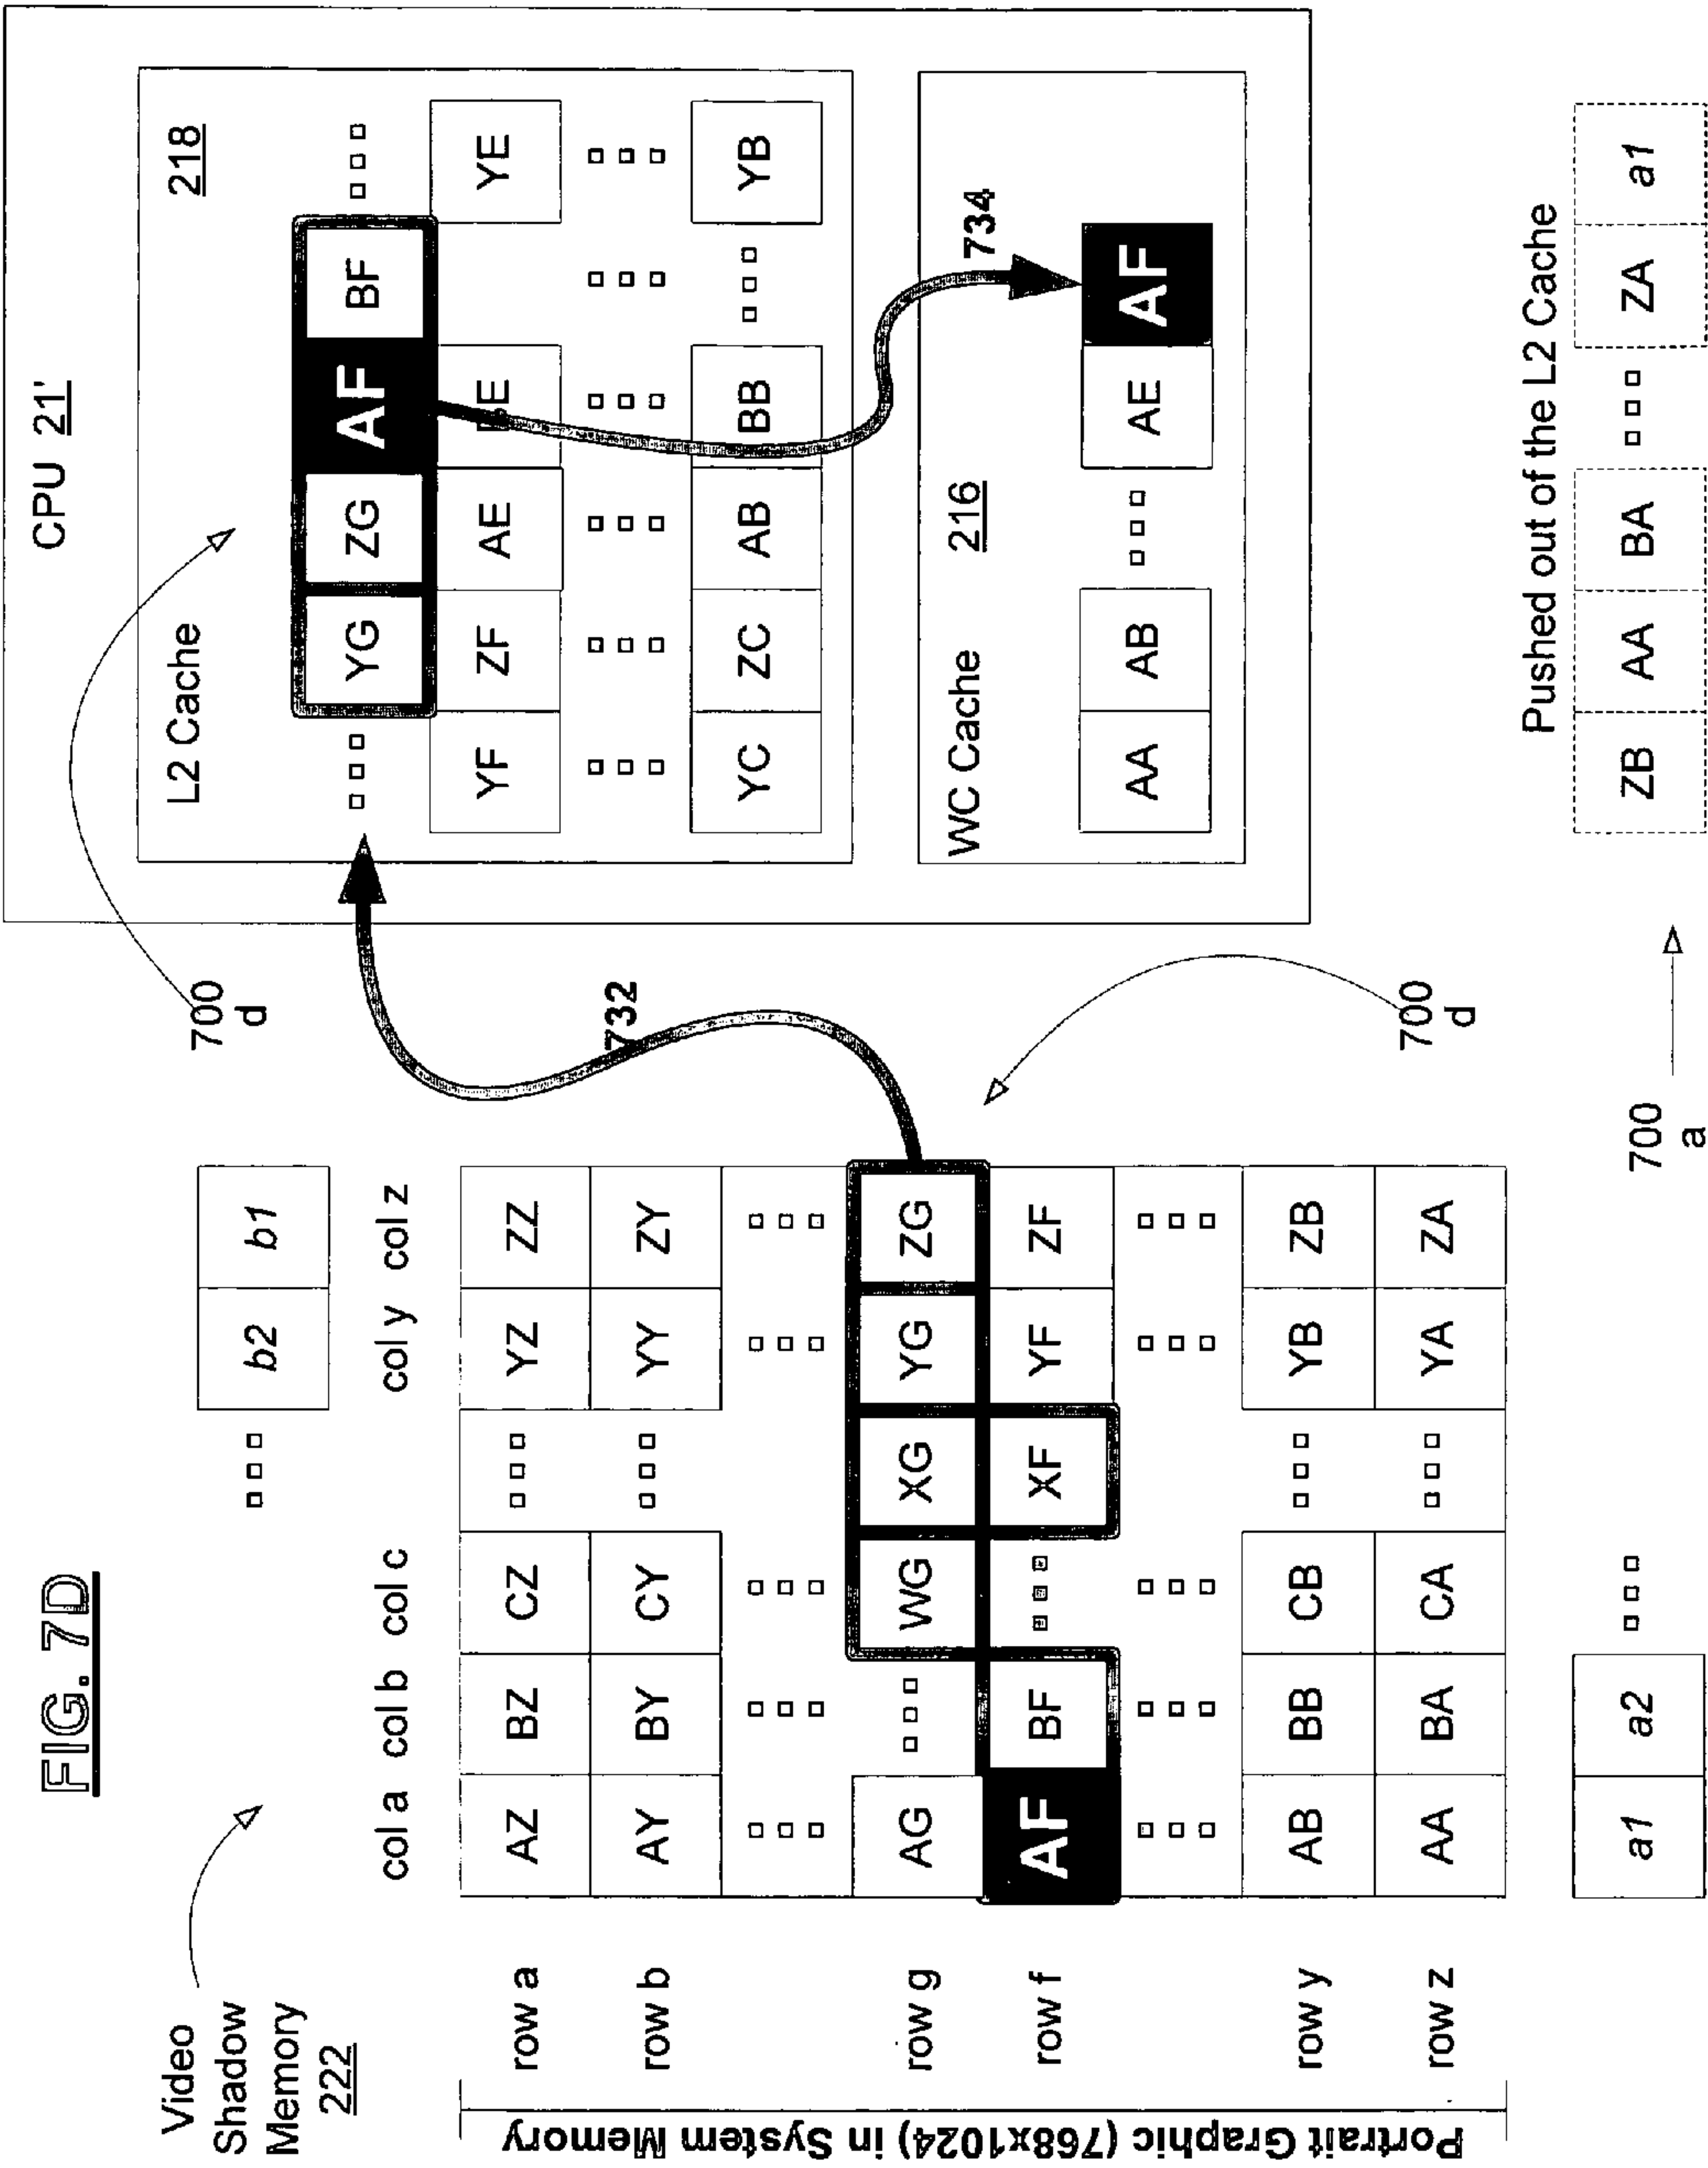 FIG. 7D
Video
Shadow
Memory
222
b2 b1
col a col b col c col y col z
row a AZ BZ CZ YZ ZZ
row b AY BY CY YY ZY
row g AG WG XG YG ZG
row f AF BF XF YF ZF
row y AB BB CB YB ZB
row z AA BA CA YA ZA
a1 a2
Portrait Graphic (768x1024) in System Memory
700
d
732
700
d
CPU 21'
L2 Cache 218
YG ZG AF BF
YF ZF AE YE
YC ZC AB BB YB
734
WC Cache 216
AA AB AE AF
Pushed out of the L2 Cache
700
a
ZB AA BA ZA a1